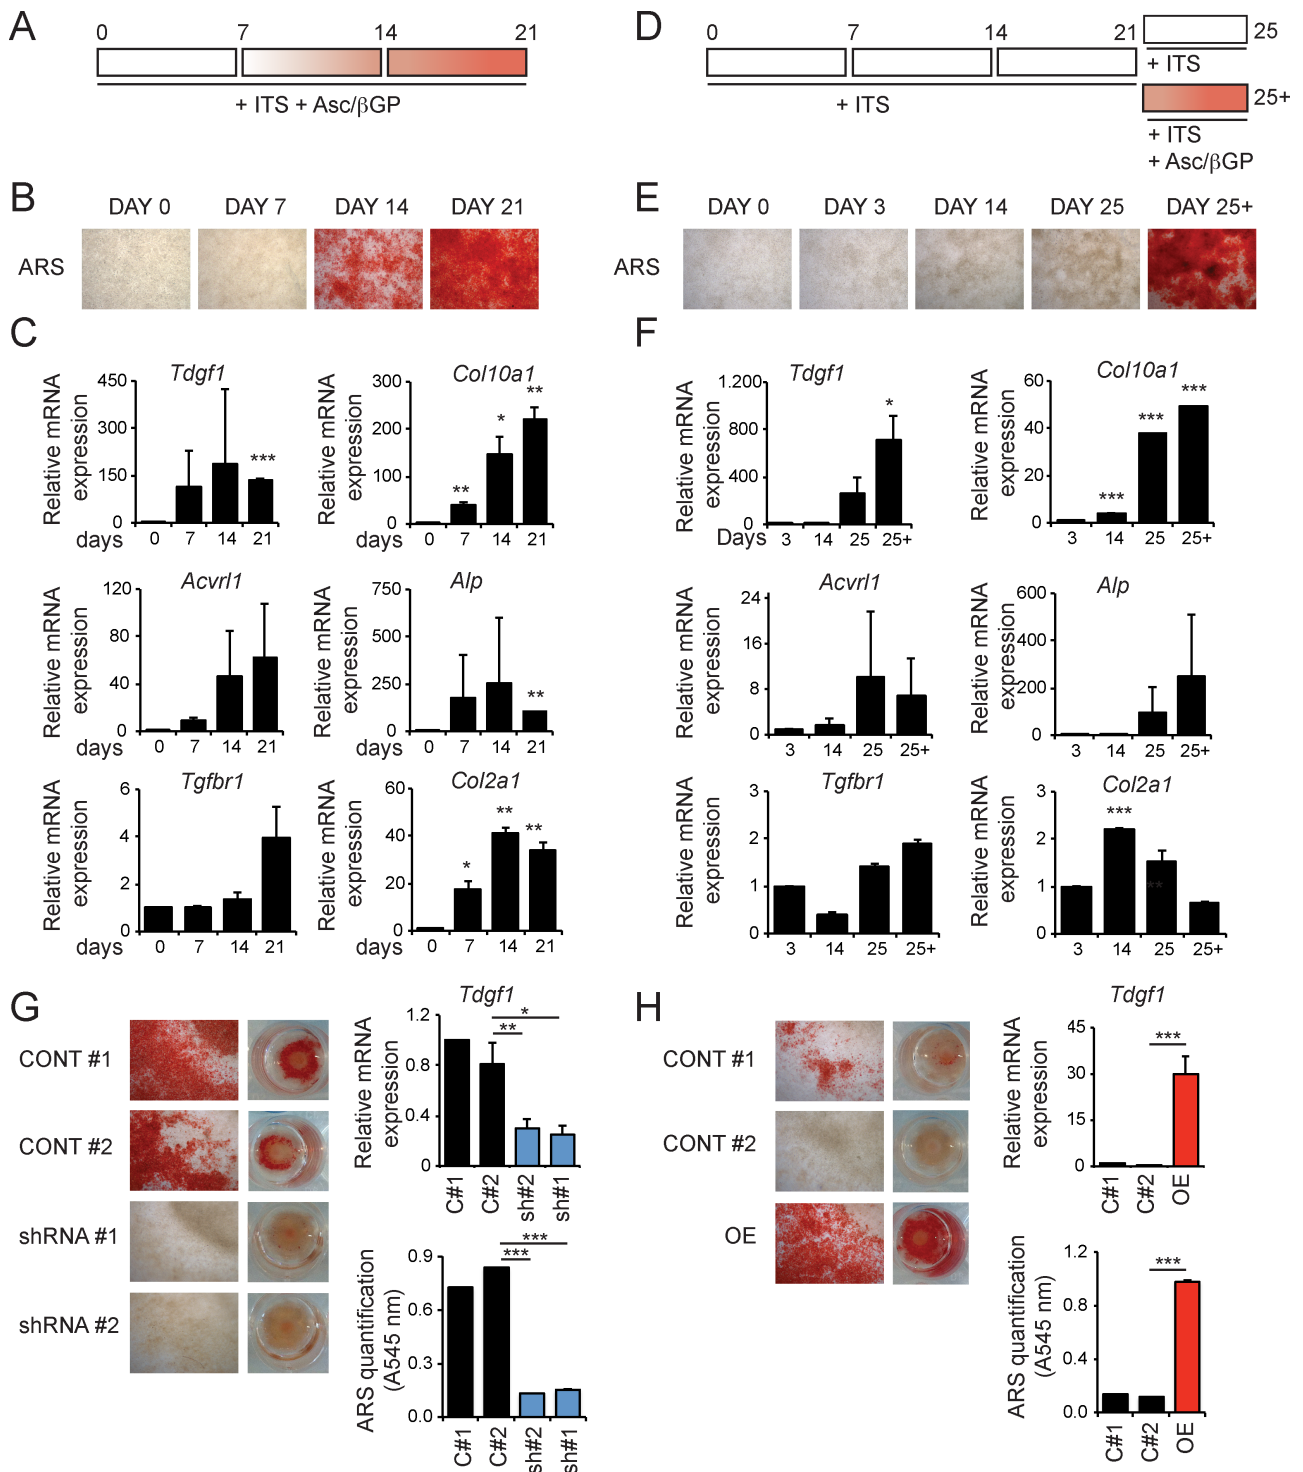 A
0 7 14 21
+ ITS + Asc/βGP
B
DAY 0 DAY 7 DAY 14 DAY 21
ARS
C
Tdgf1
Relative mRNA
expression
450
300
150
0
***
days 0 7 14 21
Col10a1
Relative mRNA
expression
300
200
100
0
** * **
0 7 14 21
Acvrl1
Relative mRNA
expression
120
80
40
0
days 0 7 14 21
Alp
Relative mRNA
expression
750
500
250
0
**
0 7 14 21
Tgfbr1
Relative mRNA
expression
6
4
2
0
days 0 7 14 21
Col2a1
Relative mRNA
expression
60
40
20
0
* ** **
0 7 14 21
D
0 7 14 21
+ ITS
25
+ ITS
25+
+ ITS
+ Asc/βGP
E
DAY 0 DAY 3 DAY 14 DAY 25 DAY 25+
ARS
F
Tdgf1
Relative mRNA
expression
1.200
800
400
0
*
Days 3 14 25 25+
Col10a1
Relative mRNA
expression
60
40
20
0
*** *** ***
3 14 25 25+
Acvrl1
Relative mRNA
expression
24
16
8
0
3 14 25 25+
Alp
Relative mRNA
expression
600
400
200
0
3 14 25 25+
Tgfbr1
Relative mRNA
expression
3
2
1
0
3 14 25 25+
Col2a1
Relative mRNA
expression
3
2
1
0
*** **
3 14 25 25+
G
CONT #1
CONT #2
shRNA #1
shRNA #2
Tdgf1
Relative mRNA
expression
1.2
0.8
0.4
0
*
**
C#1 C#2 sh#2 sh#1
ARS quantification
(A545 nm)
0.9
0.6
0.3
0.0
***
***
C#1 C#2 sh#2 sh#1
H
CONT #1
CONT #2
OE
Tdgf1
Relative mRNA
expression
45
30
15
0
***
C#1 C#2 OE
ARS quantification
(A545 nm)
1.2
0.8
0.4
0.0
***
C#1 C#2 OE